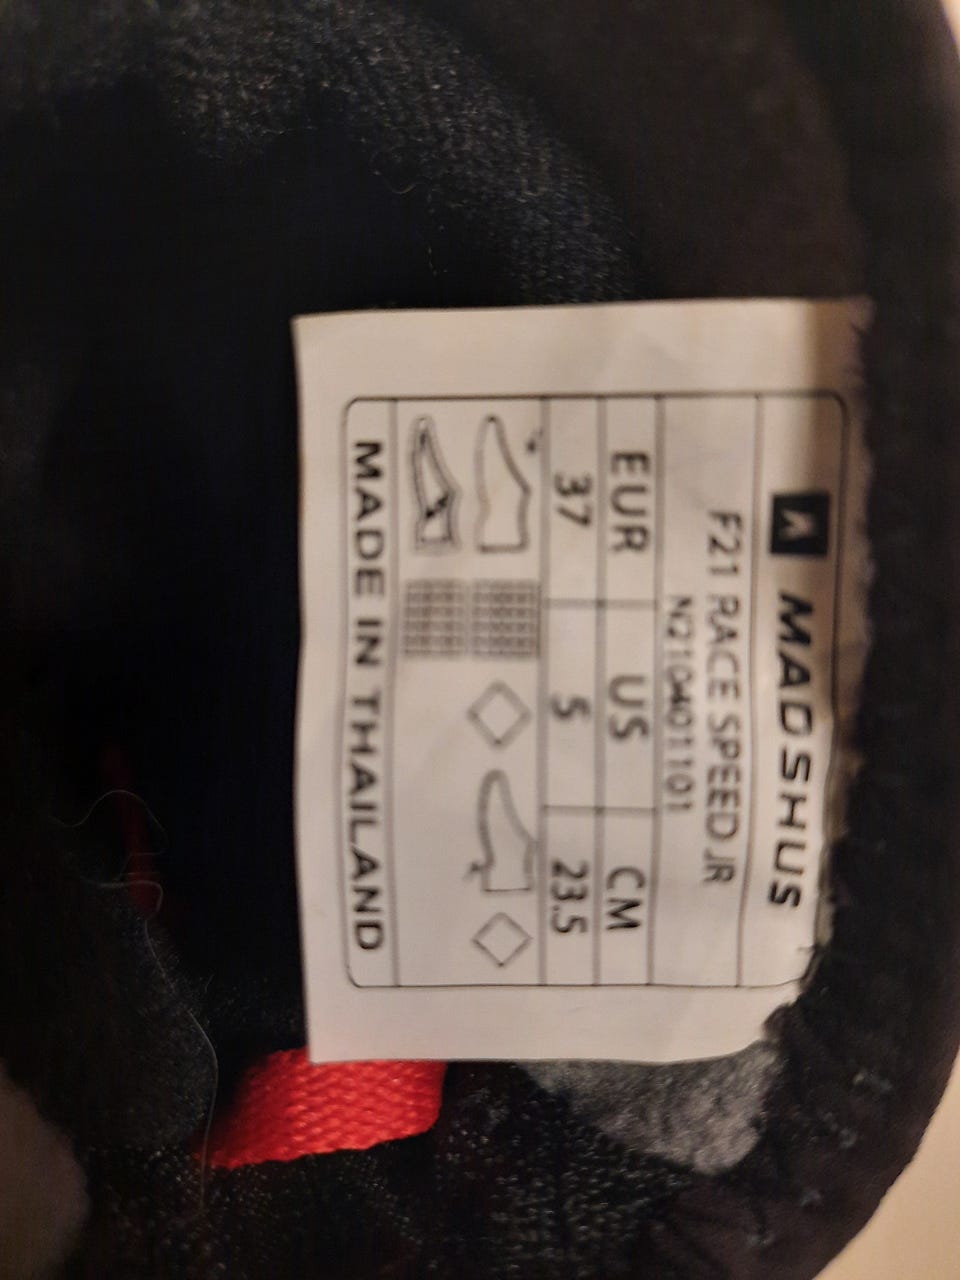 MADSHUS
F21 RACE SPEED JR
N210401101
EUR US CM
37 5 23.5
MADE IN THAILAND